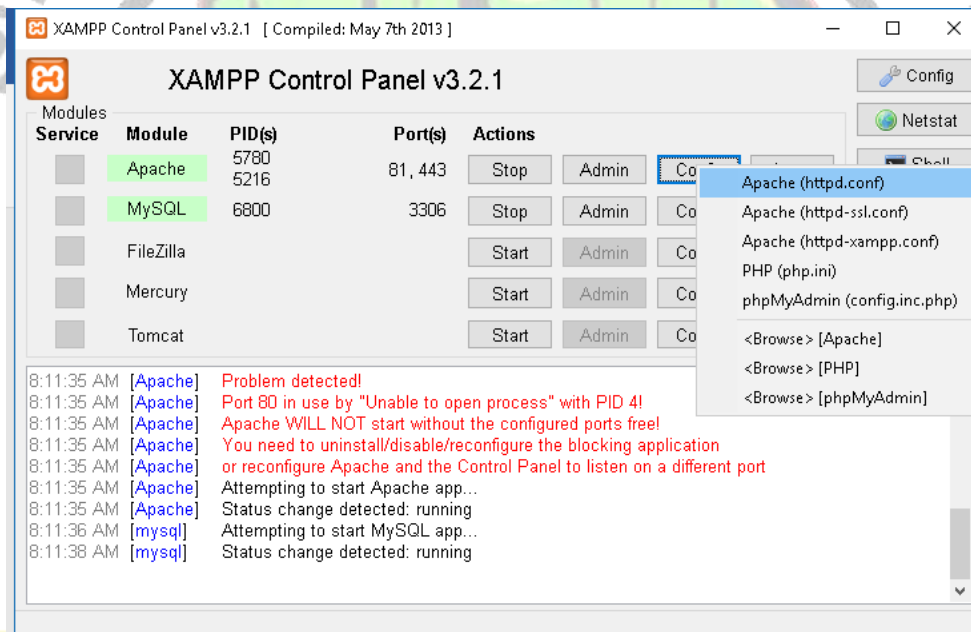 XAMPP Control Panel v3.2.1 [ Compiled: May 7th 2013 ]
XAMPP Control Panel v3.2.1
Config
Netstat
Shell
Modules
Service Module PID(s) Port(s) Actions
Apache 5780 5216 81, 443 Stop Admin
MySQL 6800 3306 Stop Admin Co
FileZilla Start Admin Co
Mercury Start Admin Co
Tomcat Start Admin Co
Apache (httpd.conf)
Apache (httpd-ssl.conf)
Apache (httpd-xampp.conf)
PHP (php.ini)
phpMyAdmin (config.inc.php)
<Browse> [Apache]
<Browse> [PHP]
<Browse> [phpMyAdmin]
8:11:35 AM [Apache] Problem detected!
8:11:35 AM [Apache] Port 80 in use by "Unable to open process" with PID 4!
8:11:35 AM [Apache] Apache WILL NOT start without the configured ports free!
8:11:35 AM [Apache] You need to uninstall/disable/reconfigure the blocking application
8:11:35 AM [Apache] or reconfigure Apache and the Control Panel to listen on a different port
8:11:35 AM [Apache] Attempting to start Apache app...
8:11:35 AM [Apache] Status change detected: running
8:11:36 AM [mysql] Attempting to start MySQL app...
8:11:38 AM [mysql] Status change detected: running